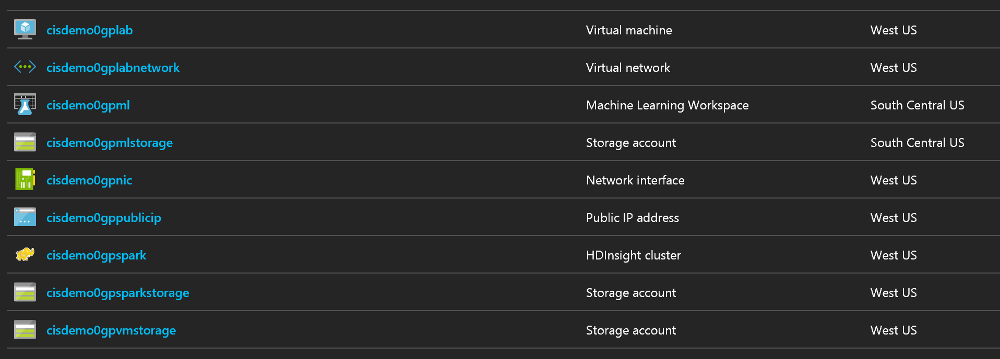 cisdemo0gplab Virtual machine West US
cisdemo0gplabnetwork Virtual network West US
cisdemo0gpml Machine Learning Workspace South Central US
cisdemo0gpmlstorage Storage account South Central US
cisdemo0gpnic Network interface West US
cisdemo0gppublicip Public IP address West US
cisdemo0gpspark HDInsight cluster West US
cisdemo0gpsparkstorage Storage account West US
cisdemo0gpvmstorage Storage account West US